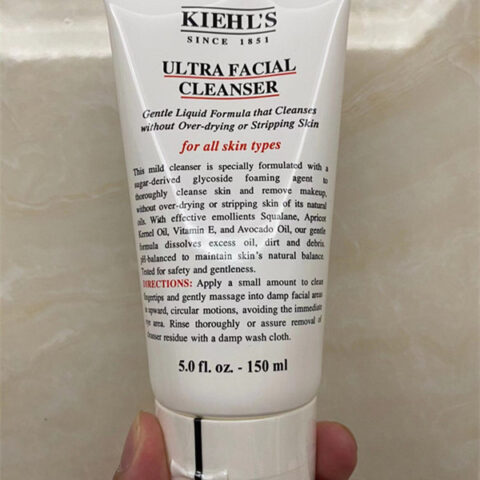 KIEHL'S
SINCE 1851
ULTRA FACIAL
CLEANSER
Gentle Liquid Formula that Cleanses
without Over-drying or Stripping Skin
for all skin types
This mild cleanser is specially formulated with a
sugar-derived glycoside foaming agent to
thoroughly cleanse skin and remove makeup,
without over-drying or stripping skin of its natural
oils. With effective emollients Squalane, Apricot
Kernel Oil, Vitamin E, and Avocado Oil, our gentle
formula dissolves excess oil, dirt and debris.
pH-balanced to maintain skin's natural balance.
Tested for safety and gentleness.
DIRECTIONS: Apply a small amount to clean
fingertips and gently massage into damp facial areas
in upward, circular motions, avoiding the immediate
eye area. Rinse thoroughly or assure removal of
cleanser residue with a damp wash cloth.
5.0 fl. oz. - 150 ml